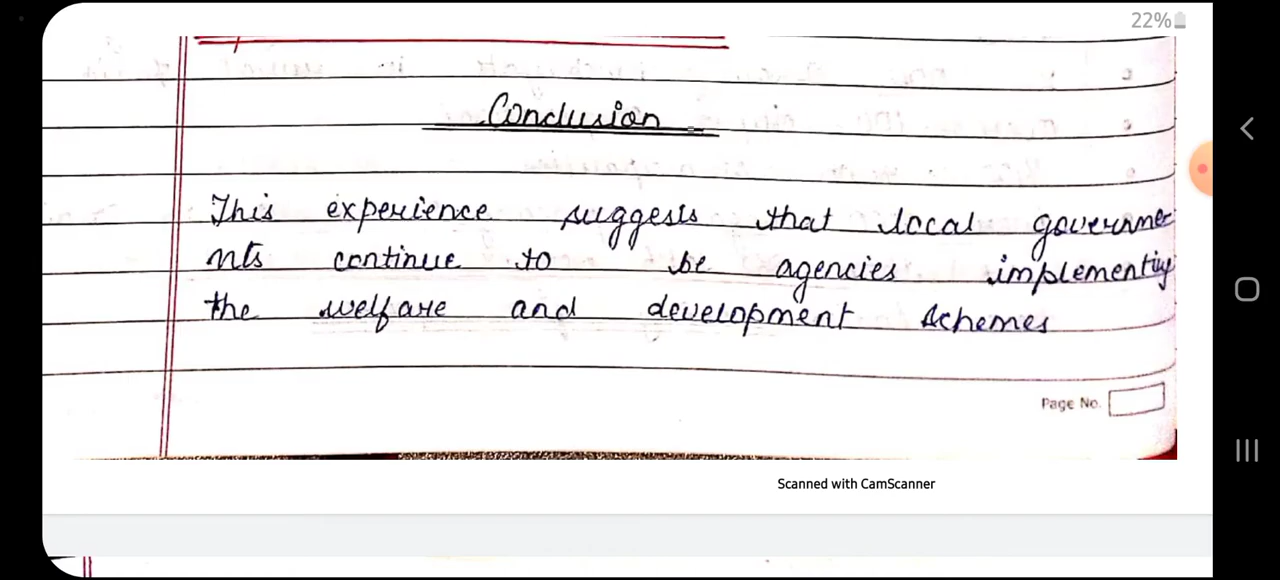 22%
Conclusion
This experience suggests that local governme
nts continue to be agencies implementing
the welfare and development schemes
Page No.
Scanned with CamScanner